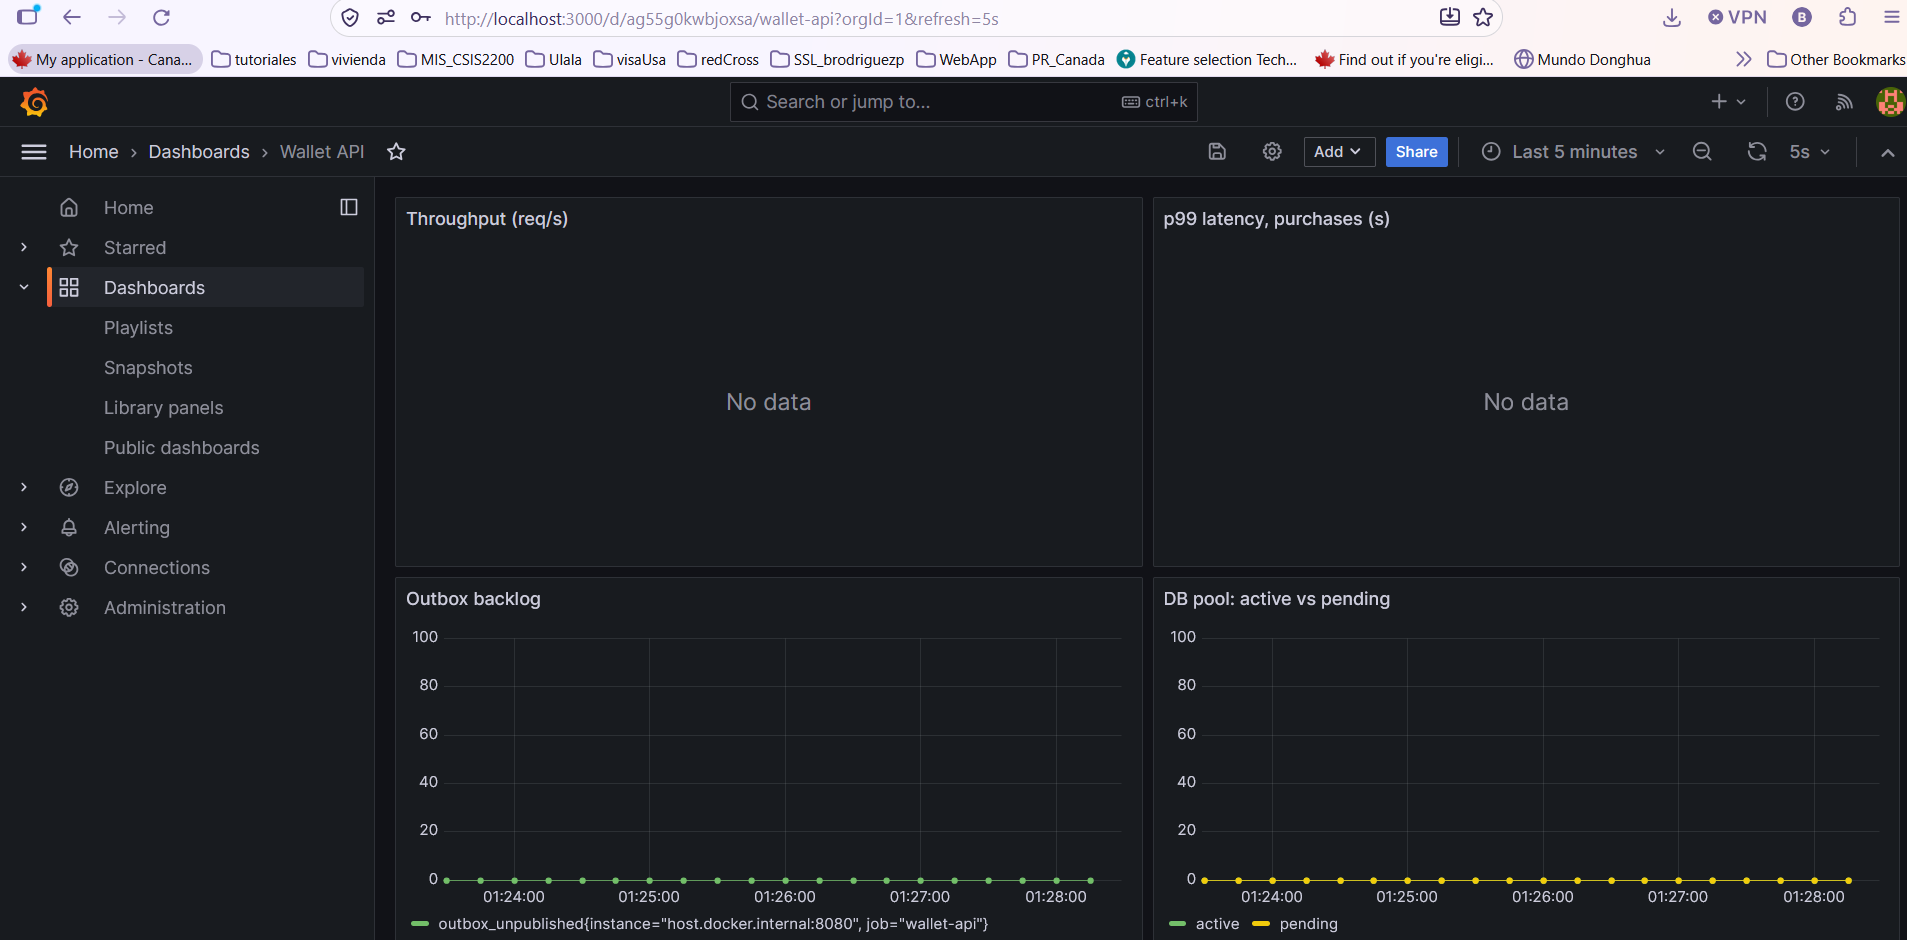 http://localhost:3000/d/ag55g0kwbjoxsa/wallet-api?orgId=1&refresh=5s
VPN
B
My application - Cana...
tutoriales
vivienda
MIS_CSIS2200
Ulala
visaUsa
redCross
SSL_brodriguezp
WebApp
PR_Canada
Feature selection Tech...
Find out if you're eligi...
Mundo Donghua
Other Bookmarks
Search or jump to...
ctrl+k
Home › Dashboards › Wallet API
Add
Share
Last 5 minutes
5s
Home
Starred
Dashboards
Playlists
Snapshots
Library panels
Public dashboards
Explore
Alerting
Connections
Administration
Throughput (req/s)
No data
p99 latency, purchases (s)
No data
Outbox backlog
100
80
60
40
20
0
01:24:00 01:25:00 01:26:00 01:27:00 01:28:00
outbox_unpublished{instance="host.docker.internal:8080", job="wallet-api"}
DB pool: active vs pending
100
80
60
40
20
0
01:24:00 01:25:00 01:26:00 01:27:00 01:28:00
active pending